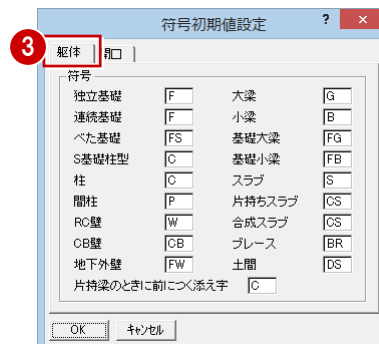 符号初期値設定 ? ×
3
躯体 開口
符号
独立基礎 F 大梁 G
連続基礎 F 小梁 B
べた基礎 FS 基礎大梁 FG
S基礎柱型 C 基礎小梁 FB
柱 C スラブ S
間柱 P 片持ちスラブ CS
RC壁 W 合成スラブ CS
CB壁 CB ブレース BR
地下外壁 FW 土間 DS
片持梁のときに前につく添え字 C
OK キャンセル